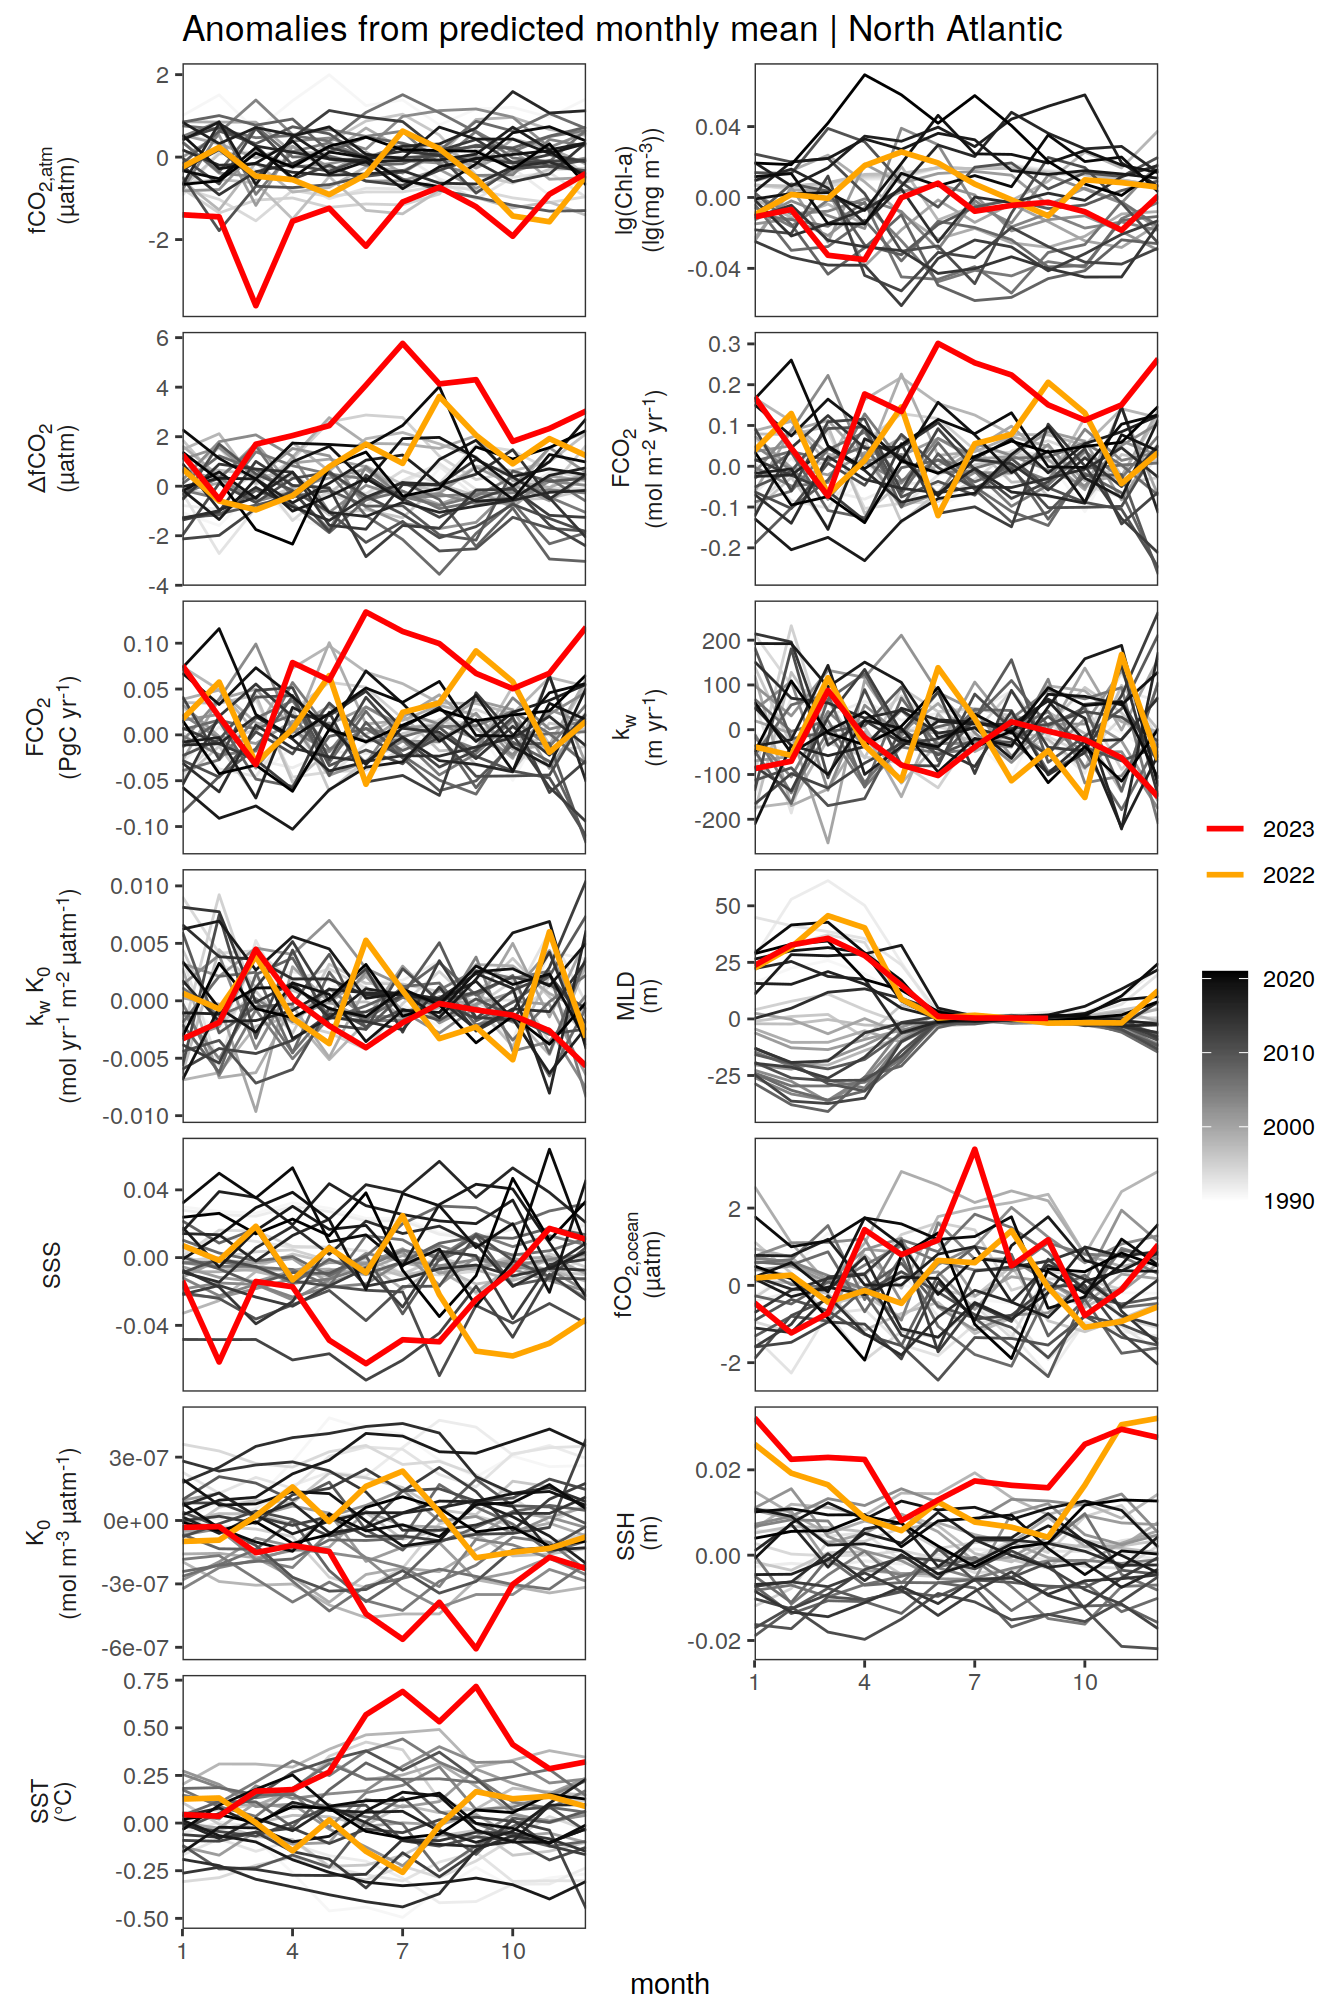 Anomalies from predicted monthly mean | North Atlantic
fCO2,atm
(µatm)
2
0
-2
lg(Chl-a)
(lg(mg m-3))
0.04
0.00
-0.04
ΔfCO2
(µatm)
6
4
2
0
-2
-4
FCO2
(mol m-2 yr-1)
0.3
0.2
0.1
0.0
-0.1
-0.2
FCO2
(PgC yr-1)
0.10
0.05
0.00
-0.05
-0.10
kw
(m yr-1)
200
100
0
-100
-200
kw K0
(mol yr-1 m-2 µatm-1)
0.010
0.005
0.000
-0.005
-0.010
MLD
(m)
50
25
0
-25
SSS
0.04
0.00
-0.04
fCO2,ocean
(µatm)
2
0
-2
K0
(mol m-3 µatm-1)
3e-07
0e+00
-3e-07
-6e-07
SSH
(m)
0.02
0.00
-0.02
1 4 7 10
SST
(°C)
0.75
0.50
0.25
0.00
-0.25
-0.50
1 4 7 10
month
2023
2022
2020
2010
2000
1990